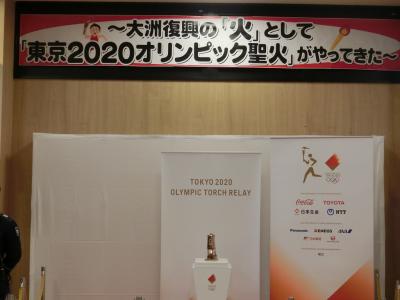 ～大洲復興の「火」として
「東京2020オリンピック聖火」がやってきた～
TOKYO 2020
OLYMPIC TORCH RELAY
Coca-Cola
TOYOTA
日本生命
NTT
Panasonic
ENEOS